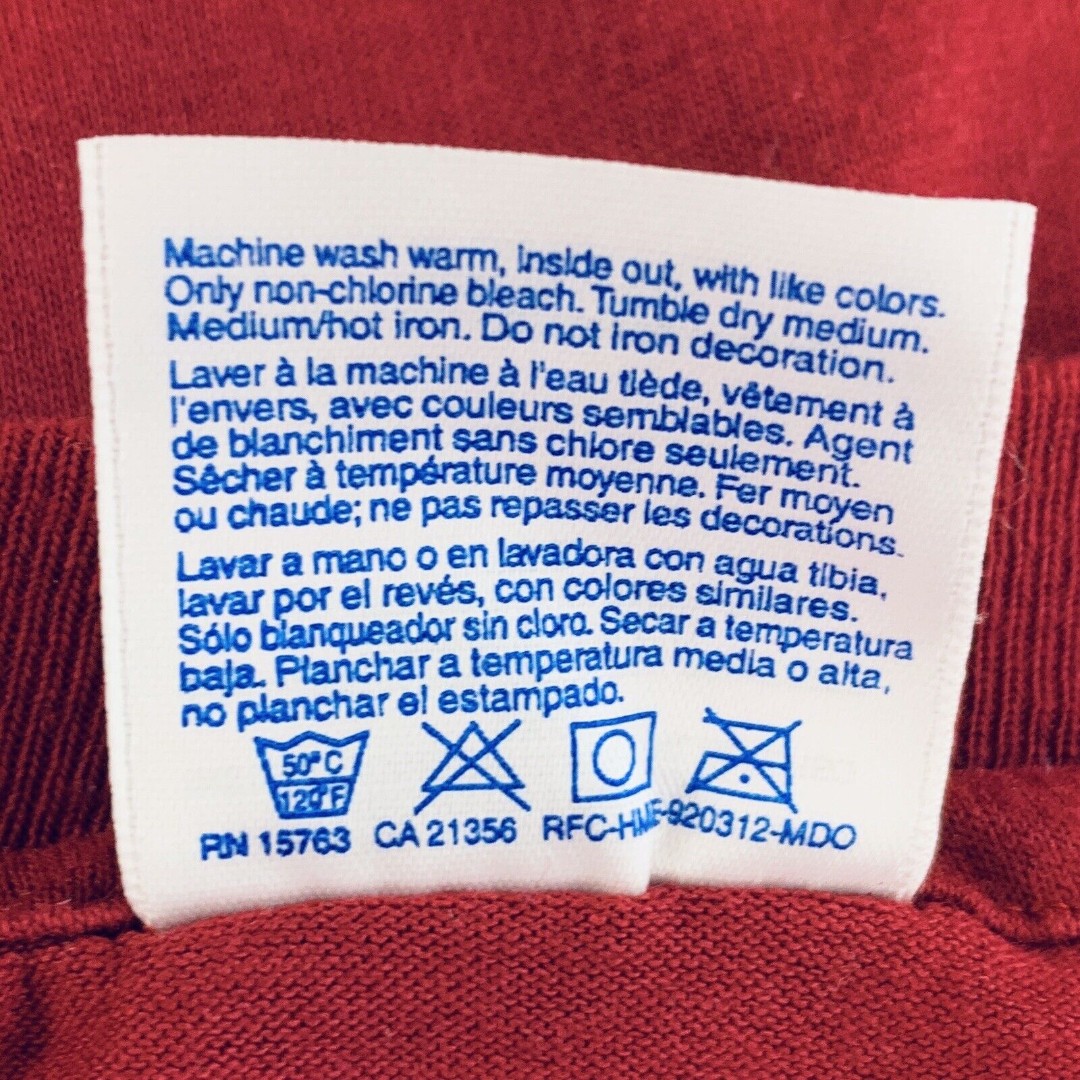 Machine wash warm, inside out, with like colors.
Only non-chlorine bleach. Tumble dry medium.
Medium/hot iron. Do not iron decoration.
Laver à la machine à l'eau tiède, vêtement à
l'envers, avec couleurs semblables. Agent
de blanchiment sans chlore seulement.
Sêcher à température moyenne. Fer moyen
ou chaude; ne pas repasser les decorations.
Lavar a mano o en lavadora con agua tibia,
lavar por el revés, con colores similares.
Sólo blanqueador sin cloro. Secar a temperatura
baja. Planchar a temperatura media o alta,
no planchar el estampado.
50°C
120°F
RN 15763 CA 21356 RFC-HME-920312-MDO